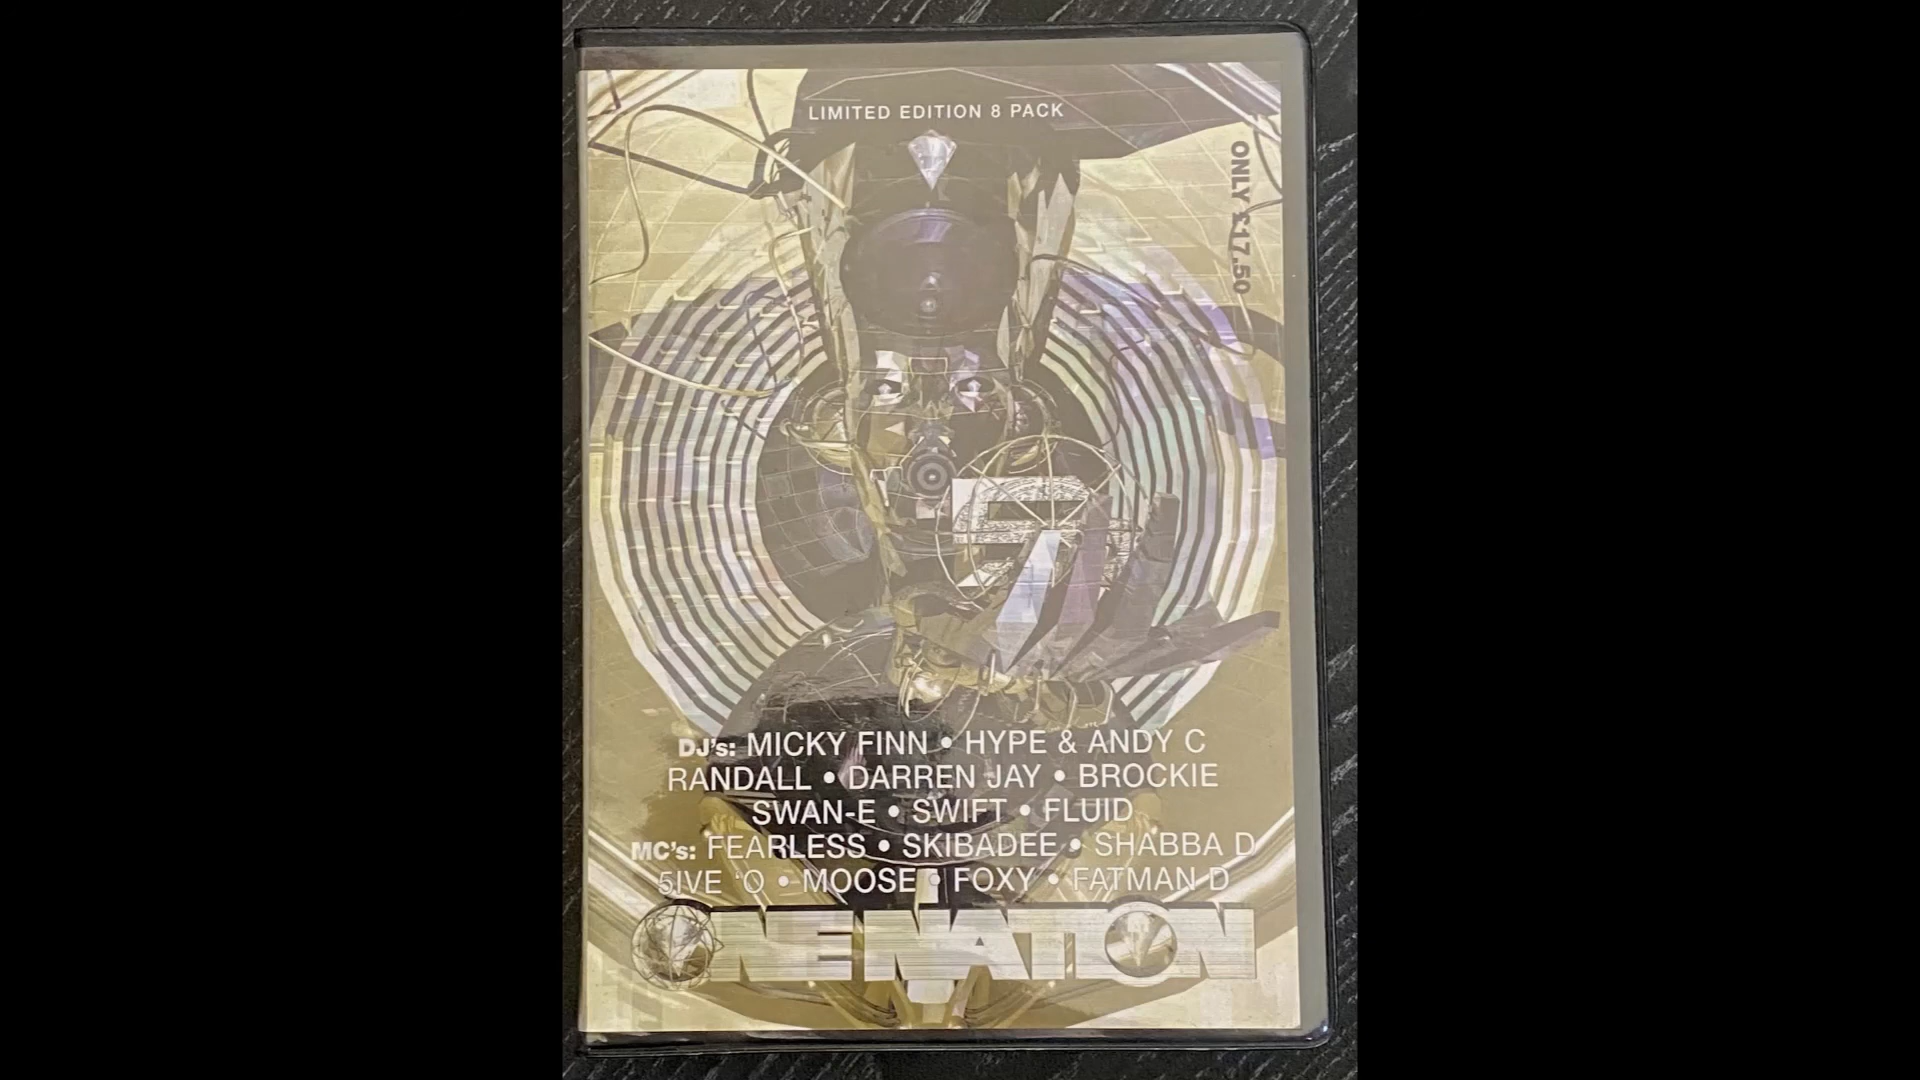 LIMITED EDITION 8 PACK
ONLY £17.50
DJ's: MICKY FINN • HYPE & ANDY C
RANDALL • DARREN JAY • BROCKIE
SWAN-E • SWIFT • FLUID
MC's: FEARLESS • SKIBADEE • SHABBA D
5IVE 'O • MOOSE • FOXY • FATMAN D
ONE NATION